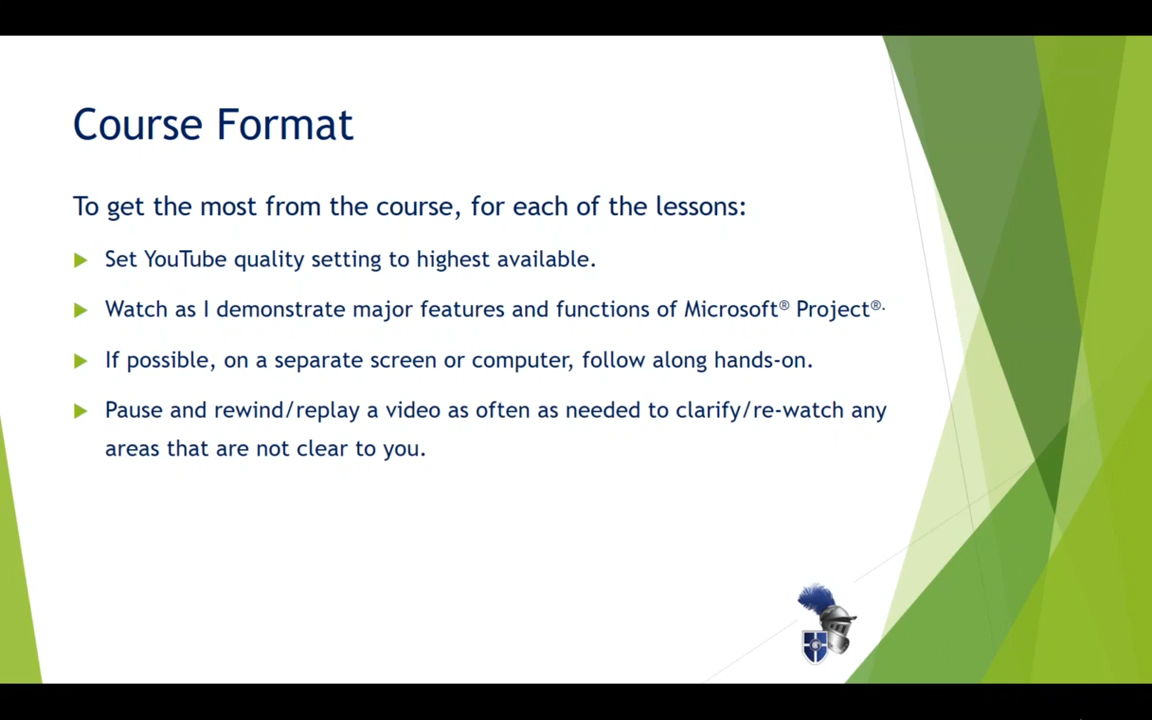 Course Format
To get the most from the course, for each of the lessons:
Set YouTube quality setting to highest available.
Watch as I demonstrate major features and functions of Microsoft® Project®.
If possible, on a separate screen or computer, follow along hands-on.
Pause and rewind/replay a video as often as needed to clarify/re-watch any
areas that are not clear to you.